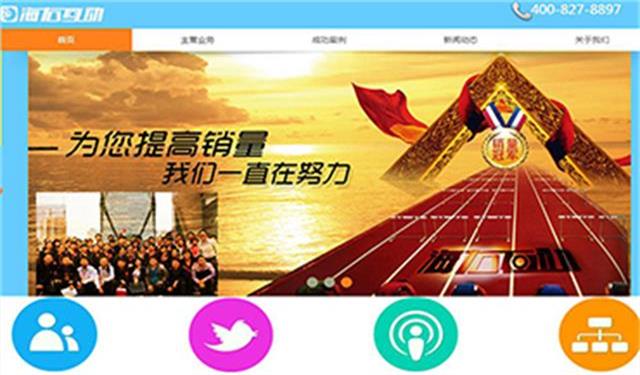 海右互动
400-827-8897
首页 主营业务 成功案例 新闻动态 关于我们
为您提高销量
我们一直在努力
销量
冠军
海右互动